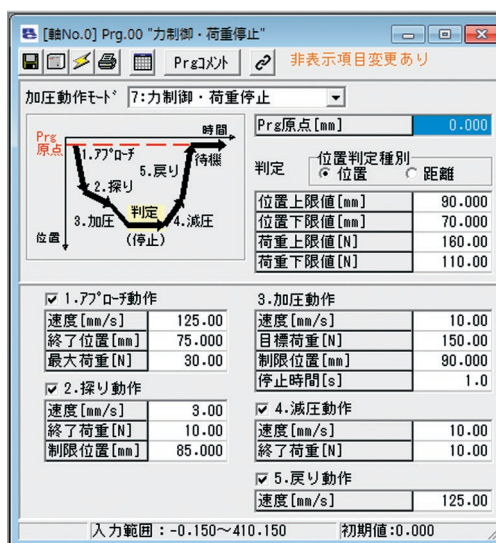 [軸No.0] Prg.00 "力制御・荷重停止"
Prgｺﾒﾝﾄ 非表示項目変更あり
加圧動作ﾓｰﾄﾞ 7:力制御・荷重停止
Prg原点
時間
1.ｱﾌﾟﾛｰﾁ
5.戻り
待機
2.探り
3.加圧
判定
4.減圧
(停止)
位置
Prg原点[mm] 0.000
判定 位置判定種別
位置 距離
位置上限値[mm] 90.000
位置下限値[mm] 70.000
荷重上限値[N] 160.00
荷重下限値[N] 110.00
1.ｱﾌﾟﾛｰﾁ動作
速度[mm/s] 125.00
終了位置[mm] 75.000
最大荷重[N] 30.00
2.探り動作
速度[mm/s] 3.00
終了荷重[N] 10.00
制限位置[mm] 85.000
3.加圧動作
速度[mm/s] 10.00
目標荷重[N] 150.00
制限位置[mm] 90.000
停止時間[s] 1.0
4.減圧動作
速度[mm/s] 10.00
終了荷重[N] 10.00
5.戻り動作
速度[mm/s] 125.00
入力範囲：-0.150～410.150 初期値:0.000